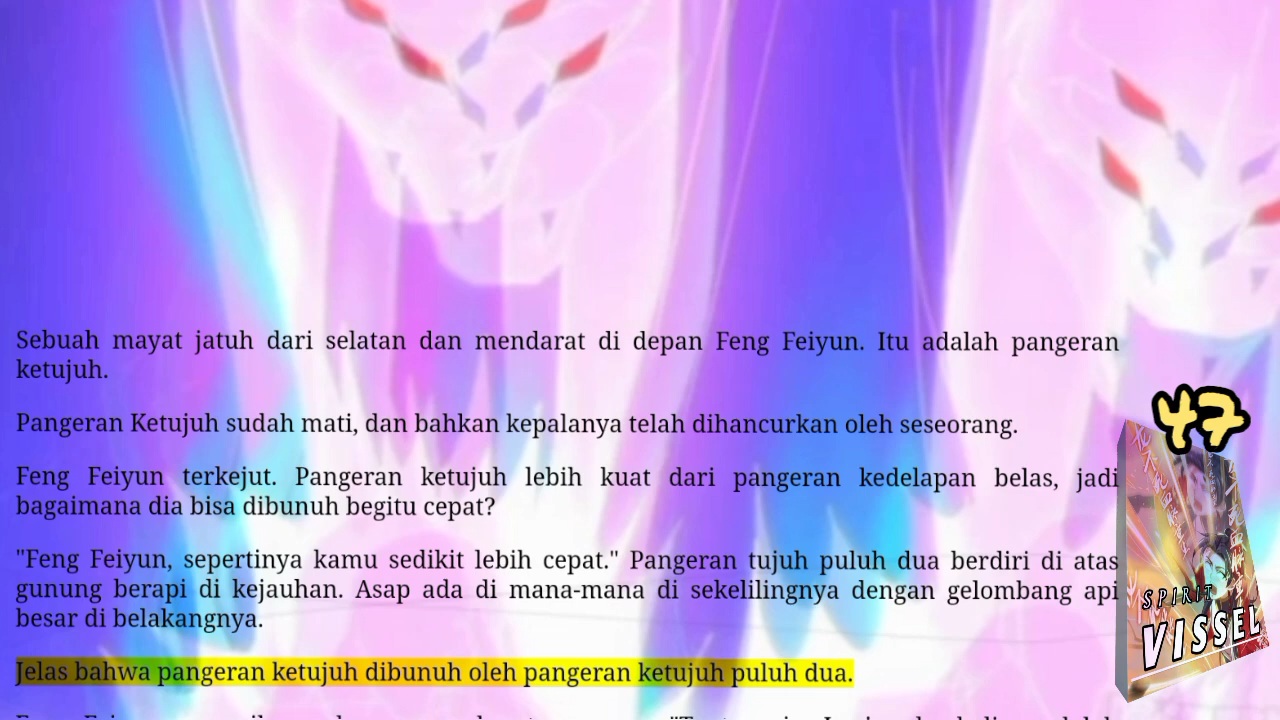 Sebuah mayat jatuh dari selatan dan mendarat di depan Feng Feiyun. Itu adalah pangeran
ketujuh.
Pangeran Ketujuh sudah mati, dan bahkan kepalanya telah dihancurkan oleh seseorang.
Feng Feiyun terkejut. Pangeran ketujuh lebih kuat dari pangeran kedelapan belas, jadi
bagaimana dia bisa dibunuh begitu cepat?
"Feng Feiyun, sepertinya kamu sedikit lebih cepat." Pangeran tujuh puluh dua berdiri di atas
gunung berapi di kejauhan. Asap ada di mana-mana di sekelilingnya dengan gelombang api
besar di belakangnya.
Jelas bahwa pangeran ketujuh dibunuh oleh pangeran ketujuh puluh dua.
47
SPIRIT
VISSEL